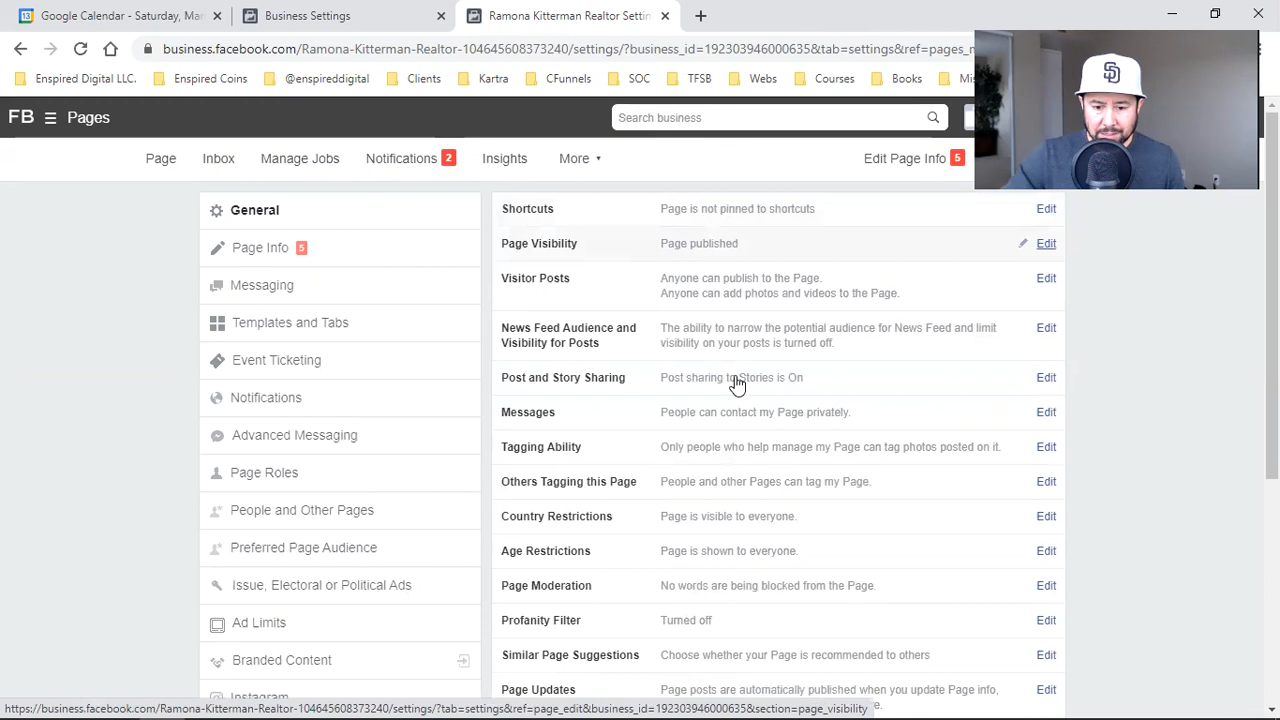 Google Calendar - Saturday, Mar
Business Settings
Ramona Kitterman Realtor Settin
business.facebook.com/Ramona-Kitterman-Realtor-104645608373240/settings/?business_id=192303946000635&tab=settings&ref=pages_
Enspired Digital LLC.
Enspired Coins
@enspireddigital
Clients
Kartra
CFunnels
SOC
TFSB
Webs
Courses
Books
FB
Pages
Search business
Page
Inbox
Manage Jobs
Notifications 2
Insights
More
Edit Page Info 5
SD
General
Page Info 5
Messaging
Templates and Tabs
Event Ticketing
Notifications
Advanced Messaging
Page Roles
People and Other Pages
Preferred Page Audience
Issue, Electoral or Political Ads
Ad Limits
Branded Content
Instagram
Shortcuts Page is not pinned to shortcuts Edit
Page Visibility Page published Edit
Visitor Posts Anyone can publish to the Page. Edit
Anyone can add photos and videos to the Page.
News Feed Audience and The ability to narrow the potential audience for News Feed and limit Edit
Visibility for Posts visibility on your posts is turned off.
Post and Story Sharing Post sharing to Stories is On Edit
Messages People can contact my Page privately. Edit
Tagging Ability Only people who help manage my Page can tag photos posted on it. Edit
Others Tagging this Page People and other Pages can tag my Page. Edit
Country Restrictions Page is visible to everyone. Edit
Age Restrictions Page is shown to everyone. Edit
Page Moderation No words are being blocked from the Page. Edit
Profanity Filter Turned off Edit
Similar Page Suggestions Choose whether your Page is recommended to others Edit
Page Updates Page posts are automatically published when you update Page info, Edit
https://business.facebook.com/Ramona-Kitterman-Realtor-104645608373240/settings/?tab=settings&ref=page_edit&business_id=192303946000635&section=page_visibility